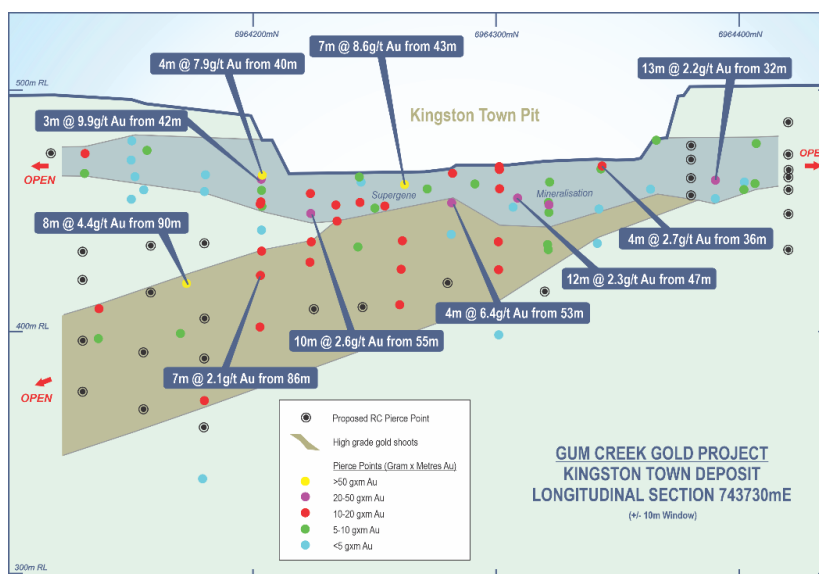 6964200mN
6964300mN
6964400mN
7m @ 8.6g/t Au from 43m
4m @ 7.9g/t Au from 40m
13m @ 2.2g/t Au from 32m
500m RL
Kingston Town Pit
3m @ 9.9g/t Au from 42m
OPEN
OPEN
Supergene
Mineralisation
8m @ 4.4g/t Au from 90m
4m @ 2.7g/t Au from 36m
12m @ 2.3g/t Au from 47m
4m @ 6.4g/t Au from 53m
400m RL
10m @ 2.6g/t Au from 55m
7m @ 2.1g/t Au from 86m
OPEN
Proposed RC Pierce Point
High grade gold shoots
Pierce Points (Gram x Metres Au)
>50 gxm Au
20-50 gxm Au
10-20 gxm Au
5-10 gxm Au
<5 gxm Au
GUM CREEK GOLD PROJECT
KINGSTON TOWN DEPOSIT
LONGITUDINAL SECTION 743730mE
(+/- 10m Window)
300m RL